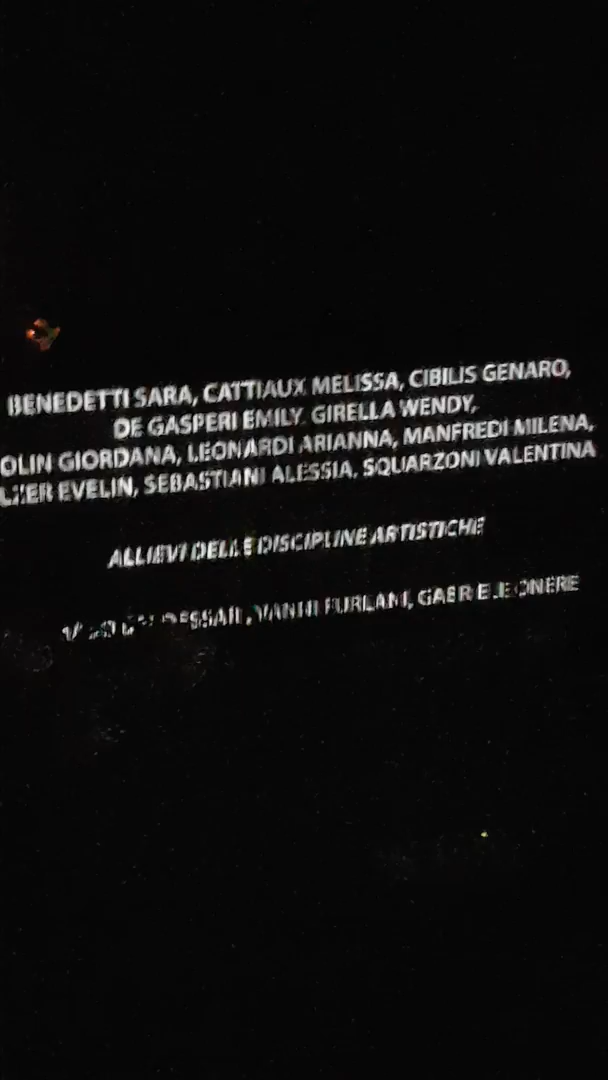 BENEDETTI SARA, CATTIAUX MELISSA, CIBILIS GENARO,
DE GASPERI EMILY, GIRELLA WENDY,
OLIN GIORDANA, LEONARDI ARIANNA, MANFREDI MILENA,
EVELIN, SEBASTIANI ALESSIA, SQUARZONI VALENTINA
ALLIEVI DELLE DISCIPLINE ARTISTICHE
VANNI FURLANI,